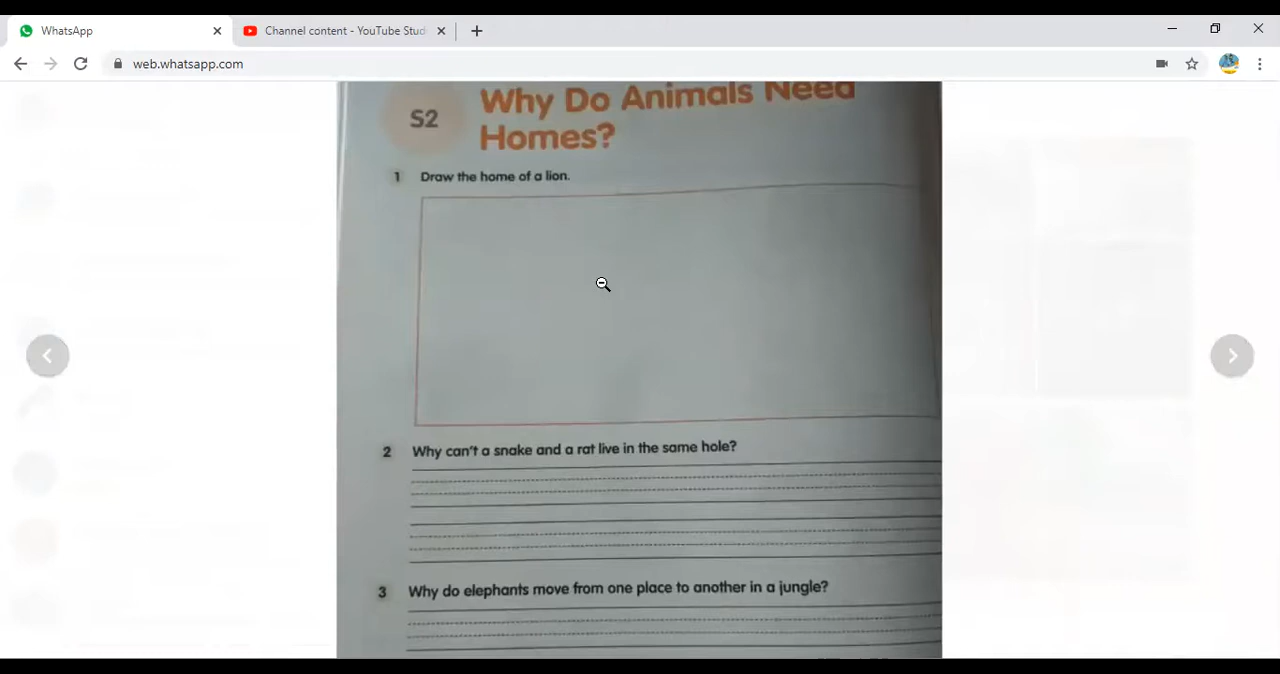 WhatsApp
Channel content - YouTube Stud
web.whatsapp.com
S2
Why Do Animals Need
Homes?
1 Draw the home of a lion.
2 Why can't a snake and a rat live in the same hole?
3 Why do elephants move from one place to another in a jungle?